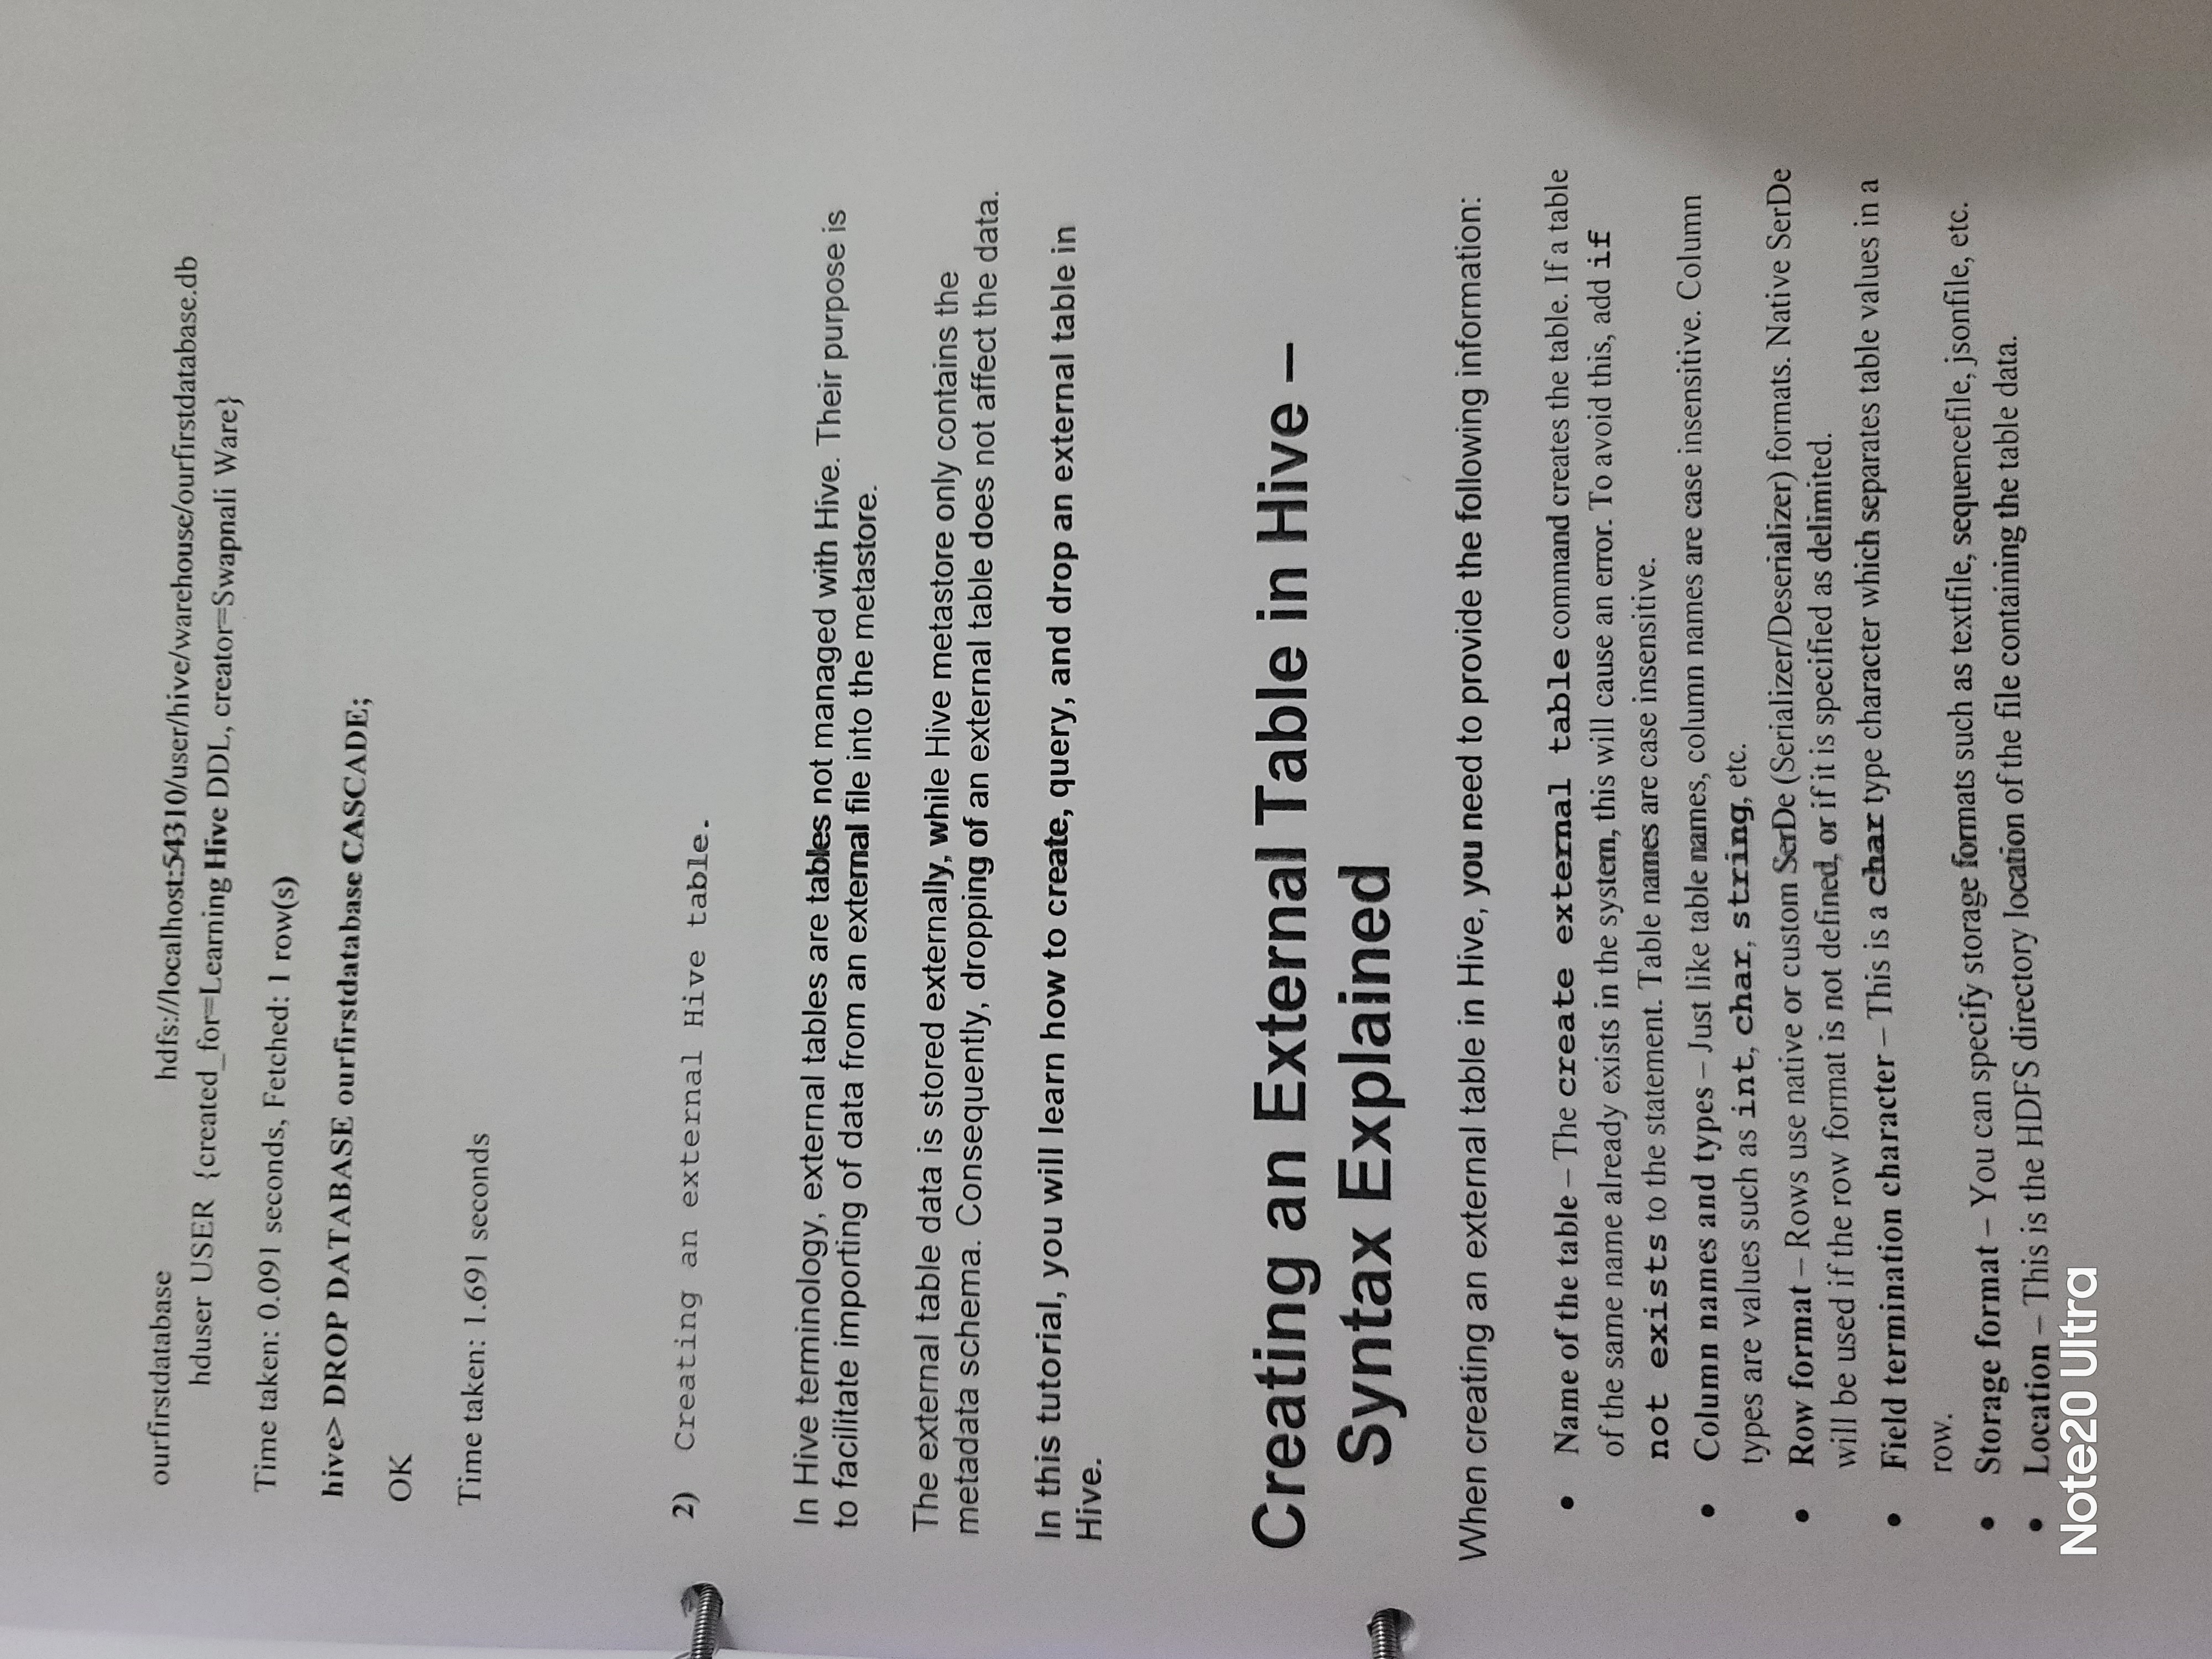 ourfirstdatabase hdfs://localhost:54310/user/hive/warehouse/ourfirstdatabase.db
hduser USER {created_for=Learning Hive DDL, creator=Swapnali Ware}
Time taken: 0.091 seconds, Fetched: 1 row(s)
hive> DROP DATABASE ourfirstdatabase CASCADE;
OK
Time taken: 1.691 seconds
2) Creating an external Hive table.
In Hive terminology, external tables are tables not managed with Hive. Their purpose is
to facilitate importing of data from an external file into the metastore.
The external table data is stored externally, while Hive metastore only contains the
metadata schema. Consequently, dropping of an external table does not affect the data.
In this tutorial, you will learn how to create, query, and drop an external table in
Hive.
Creating an External Table in Hive –
Syntax Explained
When creating an external table in Hive, you need to provide the following information:
• Name of the table – The create external table command creates the table. If a table
of the same name already exists in the system, this will cause an error. To avoid this, add if
not exists to the statement. Table names are case insensitive.
• Column names and types – Just like table names, column names are case insensitive. Column
types are values such as int, char, string, etc.
• Row format – Rows use native or custom SerDe (Serializer/Deserializer) formats. Native SerDe
will be used if the row format is not defined, or if it is specified as delimited.
• Field termination character – This is a char type character which separates table values in a
row.
• Storage format – You can specify storage formats such as textfile, sequencefile, jsonfile, etc.
• Location – This is the HDFS directory location of the file containing the table data.
Note20 Ultra